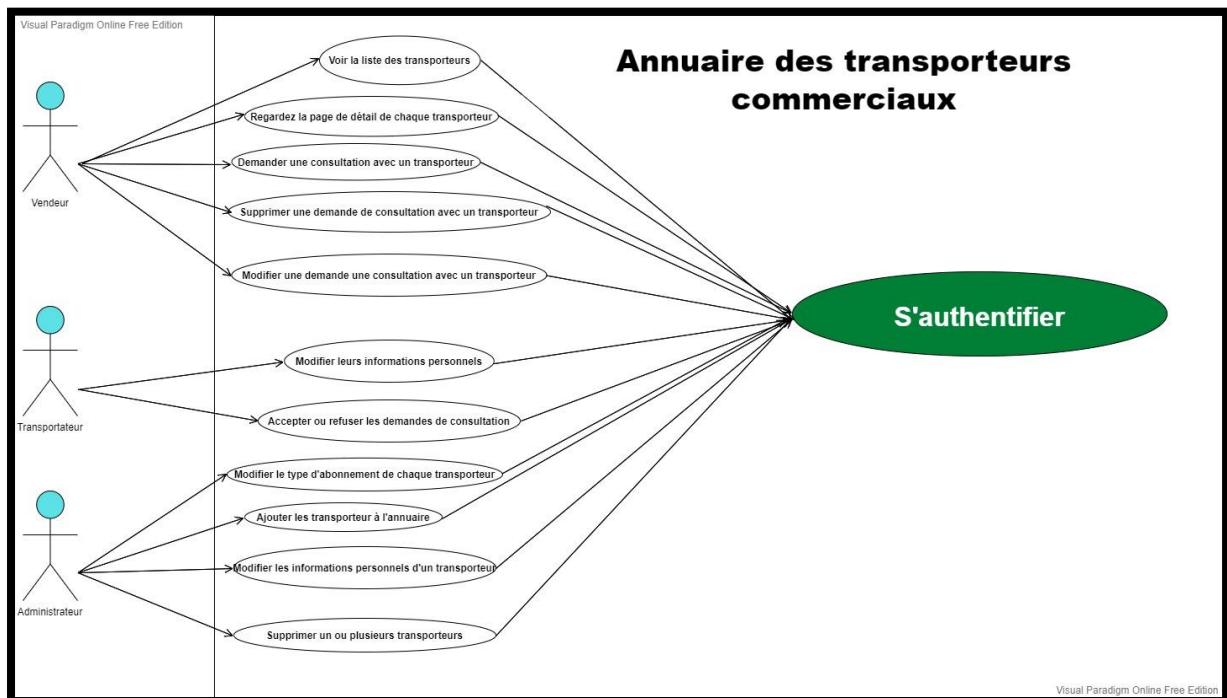 Visual Paradigm Online Free Edition
Annuaire des transporteurs
commerciaux
Voir la liste des transporteurs
Regardez la page de détail de chaque transporteur
Demander une consultation avec un transporteur
Vendeur
Supprimer une demande de consultation avec un transporteur
Modifier une demande une consultation avec un transporteur
S'authentifier
Modifier leurs informations personnels
Transportateur
Accepter ou refuser les demandes de consultation
Modifier le type d'abonnement de chaque transporteur
Ajouter les transporteur à l'annuaire
Modifier les informations personnels d'un transporteur
Administrateur
Supprimer un ou plusieurs transporteurs
Visual Paradigm Online Free Edition